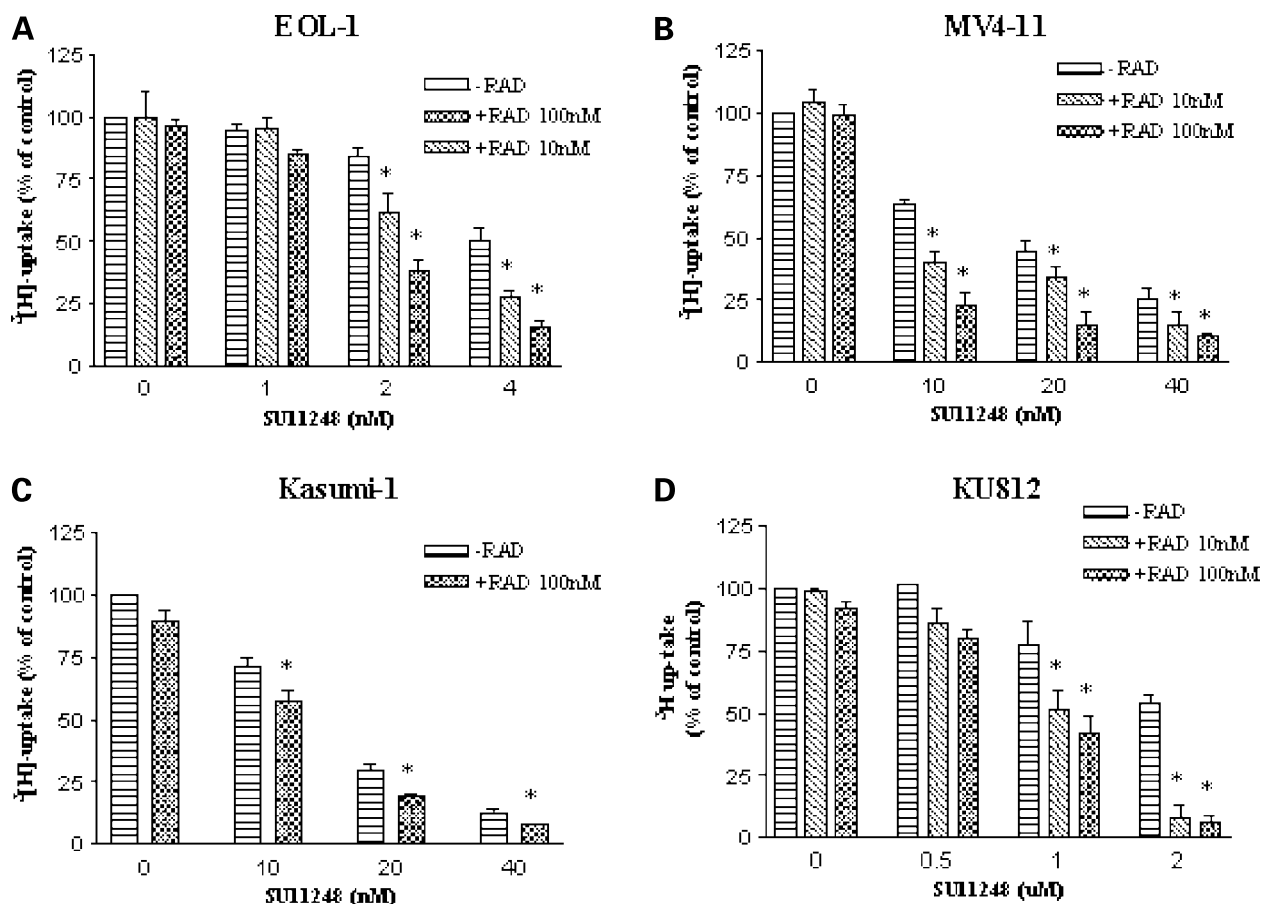 A
EOL-1
125
100
75
50
25
0
³[H]-uptake (% of control)
-RAD
+RAD 100nM
+RAD 10nM
* * * *
0 1 2 4
SU11248 (nM)
B
MV4-11
125
100
75
50
25
0
³[H]-uptake (% of control)
-RAD
+RAD 10nM
+RAD 100nM
* * * * * *
0 10 20 40
SU11248 (nM)
C
Kasumi-1
125
100
75
50
25
0
³[H]-uptake (% of control)
-RAD
+RAD 100nM
* * *
0 10 20 40
SU11248 (nM)
D
KU812
125
100
75
50
25
0
³H up-take
(% of control)
-RAD
+RAD 10nM
+RAD 100nM
* * * *
0 0.5 1 2
SU11248 (uM)